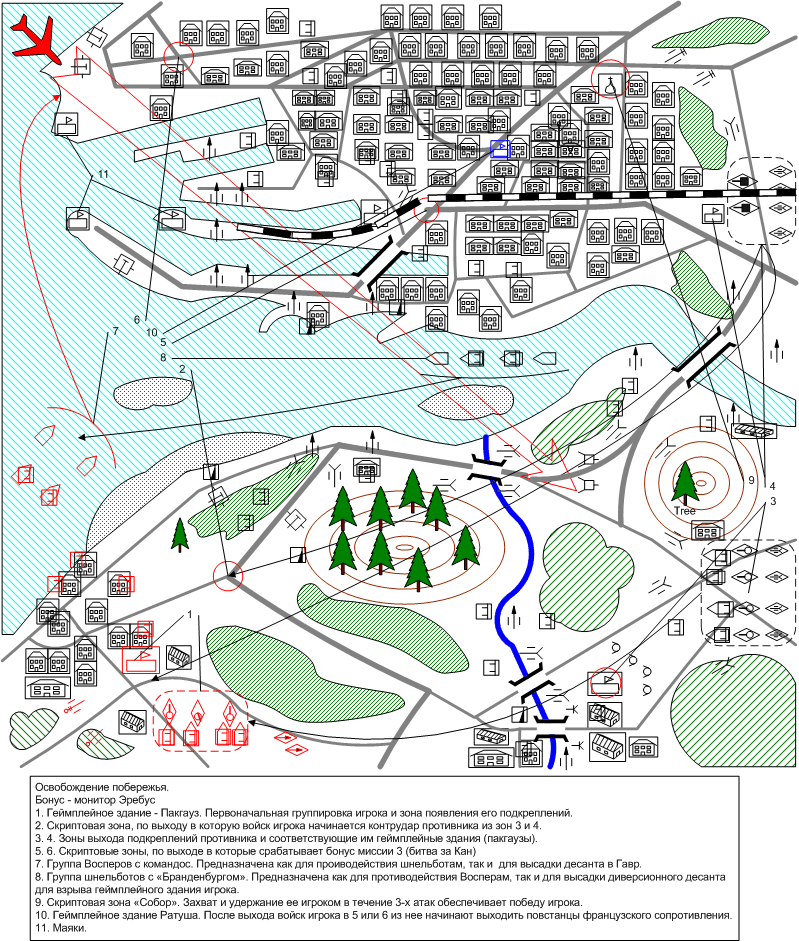 11
6
10
7
5
8
2
9
4
3
Tree
1
Освобождение побережья.
Бонус - монитор Эребус
1. Геймплейное здание - Пакгауз. Первоначальная группировка игрока и зона появления его подкреплений.
2. Скриптовая зона, по выходу в которую войск игрока начинается контрудар противника из зон 3 и 4.
3. 4. Зоны выхода подкреплений противника и соответствующие им геймплейные здания (пакгаузы).
5. 6. Скриптовые зоны, по выходе в которые срабатывает бонус миссии 3 (битва за Кан)
7. Группа Восперов с командос. Предназначена как для проиводействия шнельботам, так и  для высадки десанта в Гавр.
8. Группа шнельботов с «Бранденбургом». Предназначена как для противодействия Восперам, так и для высадки диверсионного десанта
для взрыва геймплейного здания игрока.
9. Скриптовая зона «Собор». Захват и удержание ее игроком в течение 3-х атак обеспечивает победу игрока.
10. Геймплейное здание Ратуша. После выхода войск игрока в 5 или 6 из нее начинают выходить повстанцы французского сопротивления.
11. Маяки.